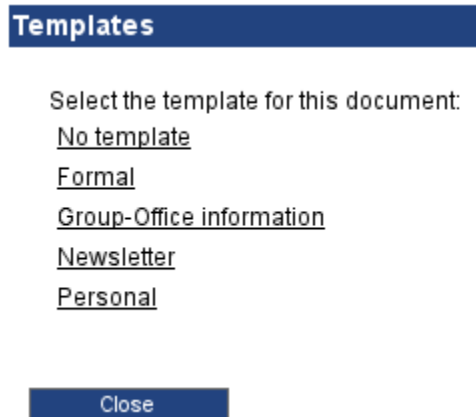 Templates
Select the template for this document:
No template
Formal
Group-Office information
Newsletter
Personal
Close